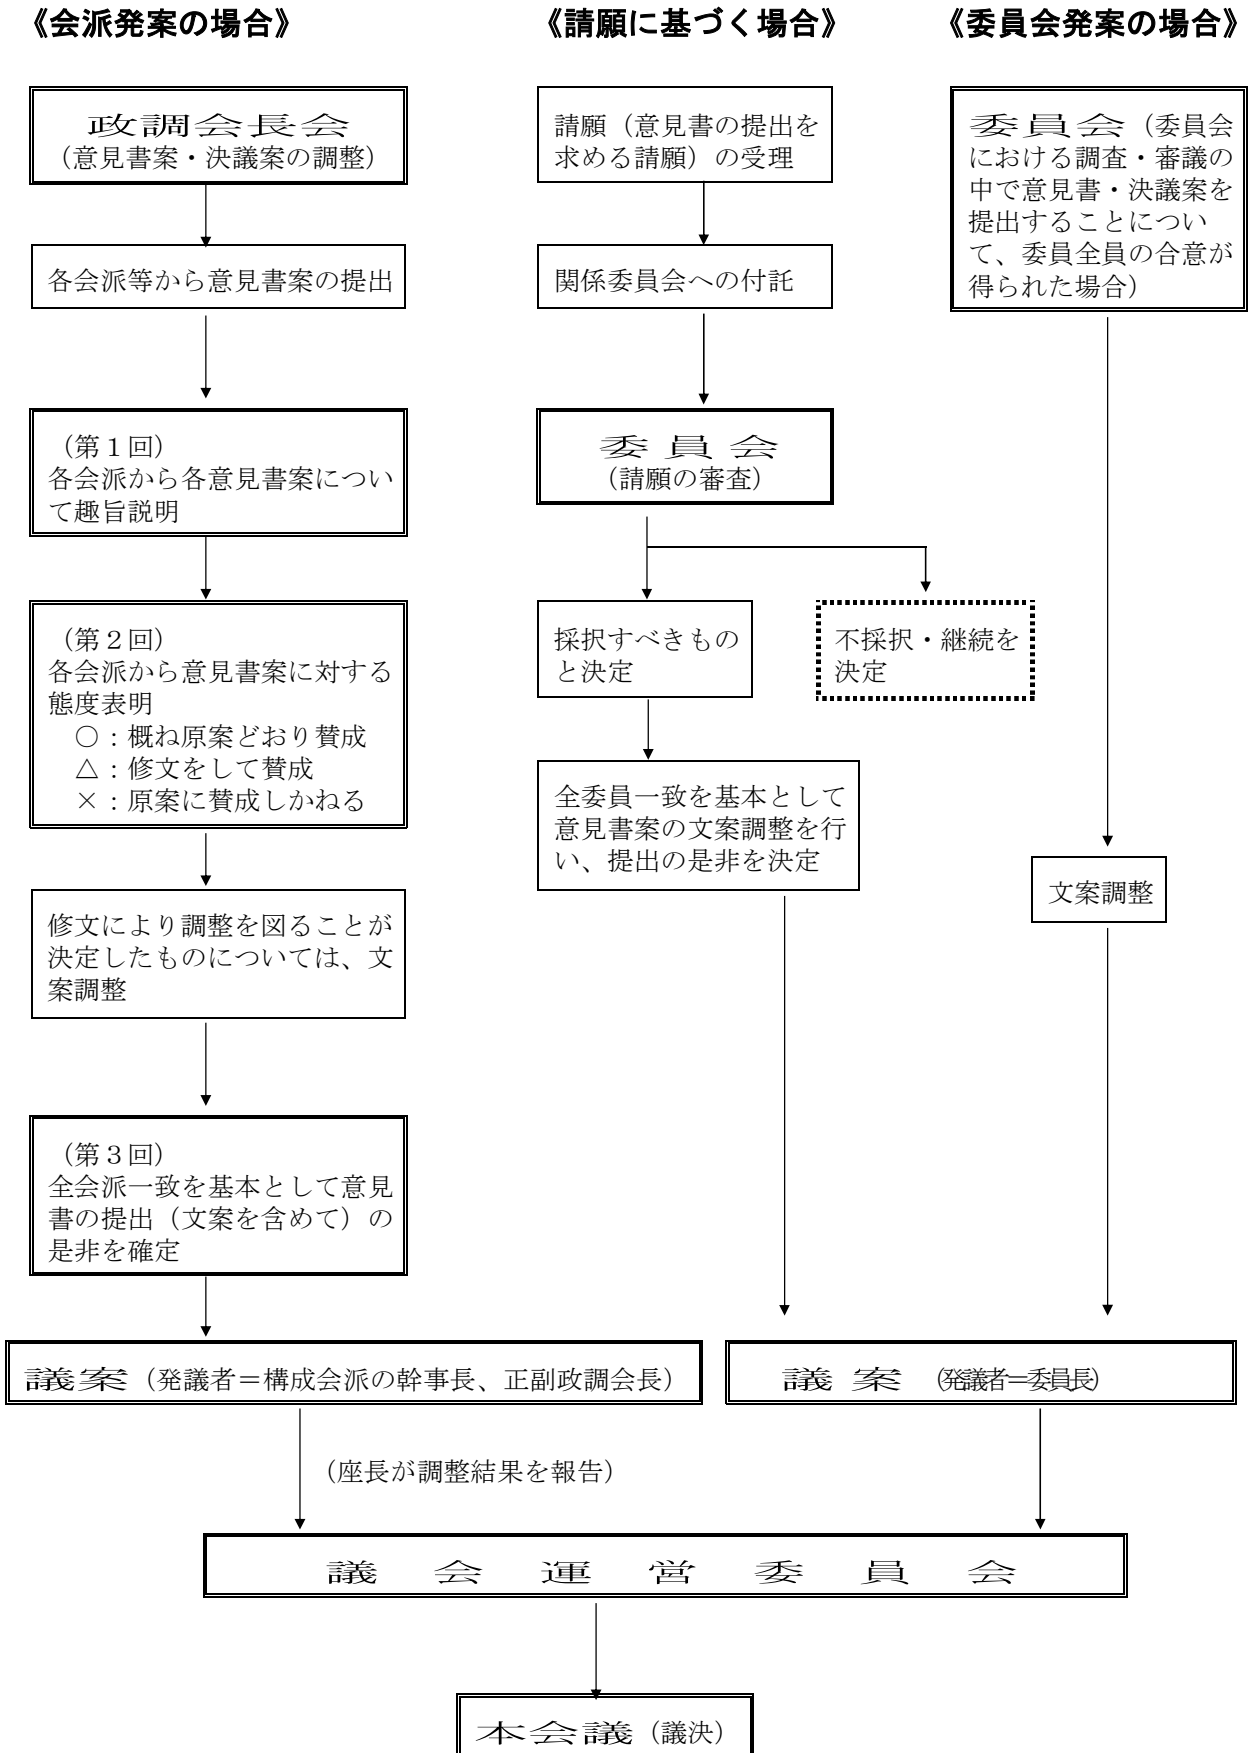 《会派発案の場合》
政調会長会
（意見書案・決議案の調整）
各会派等から意見書案の提出
（第１回）
各会派から各意見書案につい
て趣旨説明
（第２回）
各会派から意見書案に対する
態度表明
○：概ね原案どおり賛成
△：修文をして賛成
×：原案に賛成しかねる
修文により調整を図ることが
決定したものについては、文
案調整
（第３回）
全会派一致を基本として意見
書の提出（文案を含めて）の
是非を確定
議案（発議者＝構成会派の幹事長、正副政調会長）
（座長が調整結果を報告）
《請願に基づく場合》
請願（意見書の提出を
求める請願）の受理
関係委員会への付託
委員会
（請願の審査）
採択すべきもの
と決定
不採択・継続を
決定
全委員一致を基本として
意見書案の文案調整を行
い、提出の是非を決定
《委員会発案の場合》
委員会（委員会
における調査・審議の
中で意見書・決議案を
提出することについ
て、委員全員の合意が
得られた場合）
文案調整
議案（発議者＝委員長）
議会運営委員会
本会議（議決）